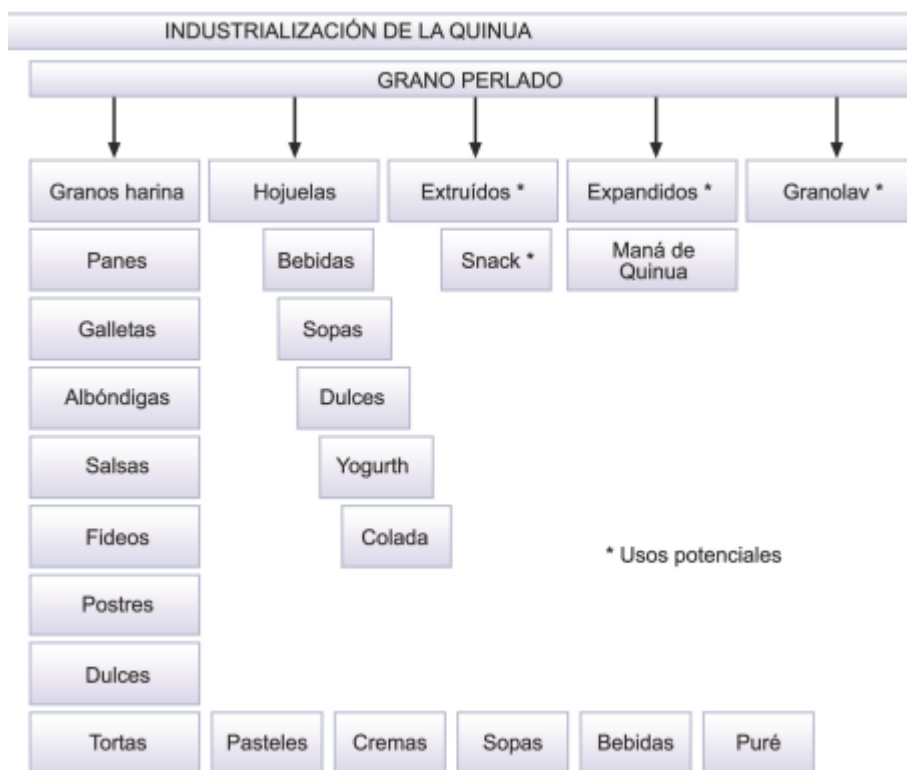 INDUSTRIALIZACIÓN DE LA QUINUA
GRANO PERLADO
Granos harina
Hojuelas
Extruídos *
Expandidos *
Granolav *
Panes
Bebidas
Snack *
Maná de
Quinua
Galletas
Sopas
Albóndigas
Dulces
Salsas
Yogurth
Fideos
Colada
* Usos potenciales
Postres
Dulces
Tortas
Pasteles
Cremas
Sopas
Bebidas
Puré